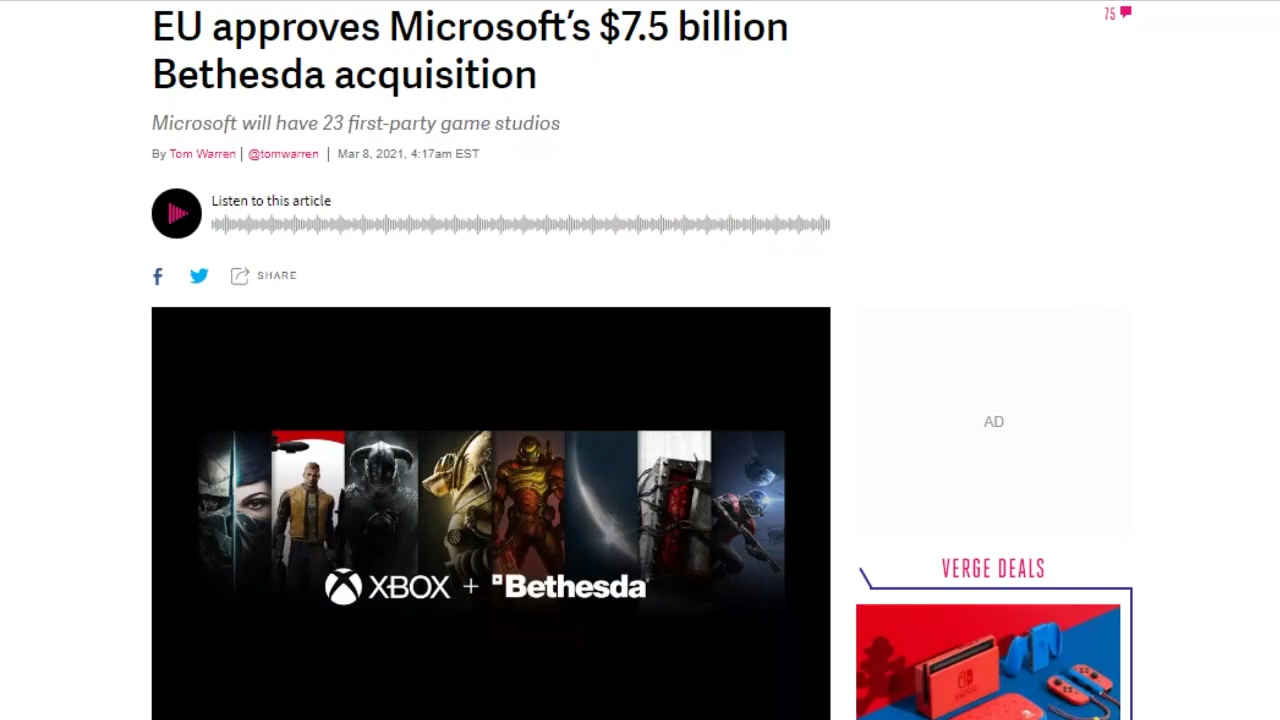 EU approves Microsoft's $7.5 billion
75
Bethesda acquisition
Microsoft will have 23 first-party game studios
By Tom Warren | @tomwarren | Mar 8, 2021, 4:17am EST
Listen to this article
SHARE
AD
XBOX + Bethesda
VERGE DEALS